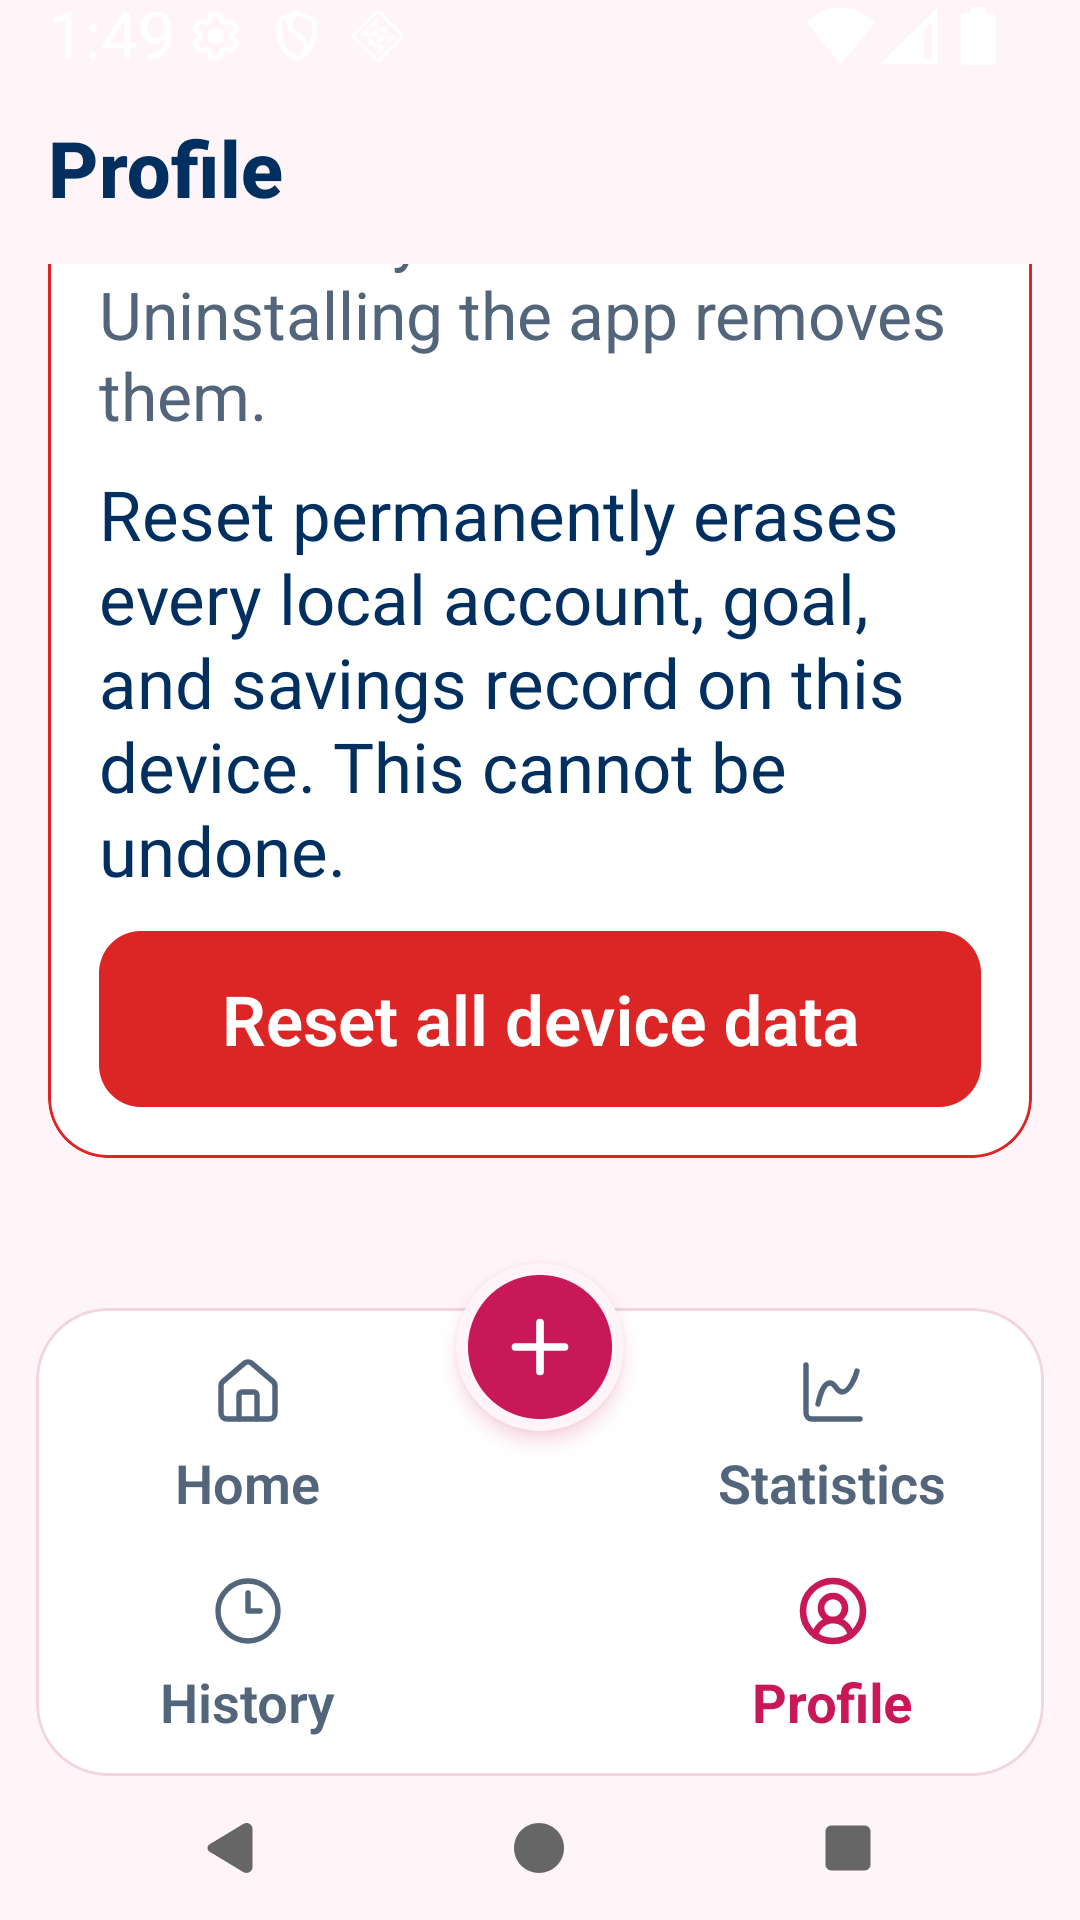 1:49
Profile
Uninstalling the app removes
them.
Reset permanently erases
every local account, goal,
and savings record on this
device. This cannot be
undone.
Reset all device data
Home
Statistics
History
Profile